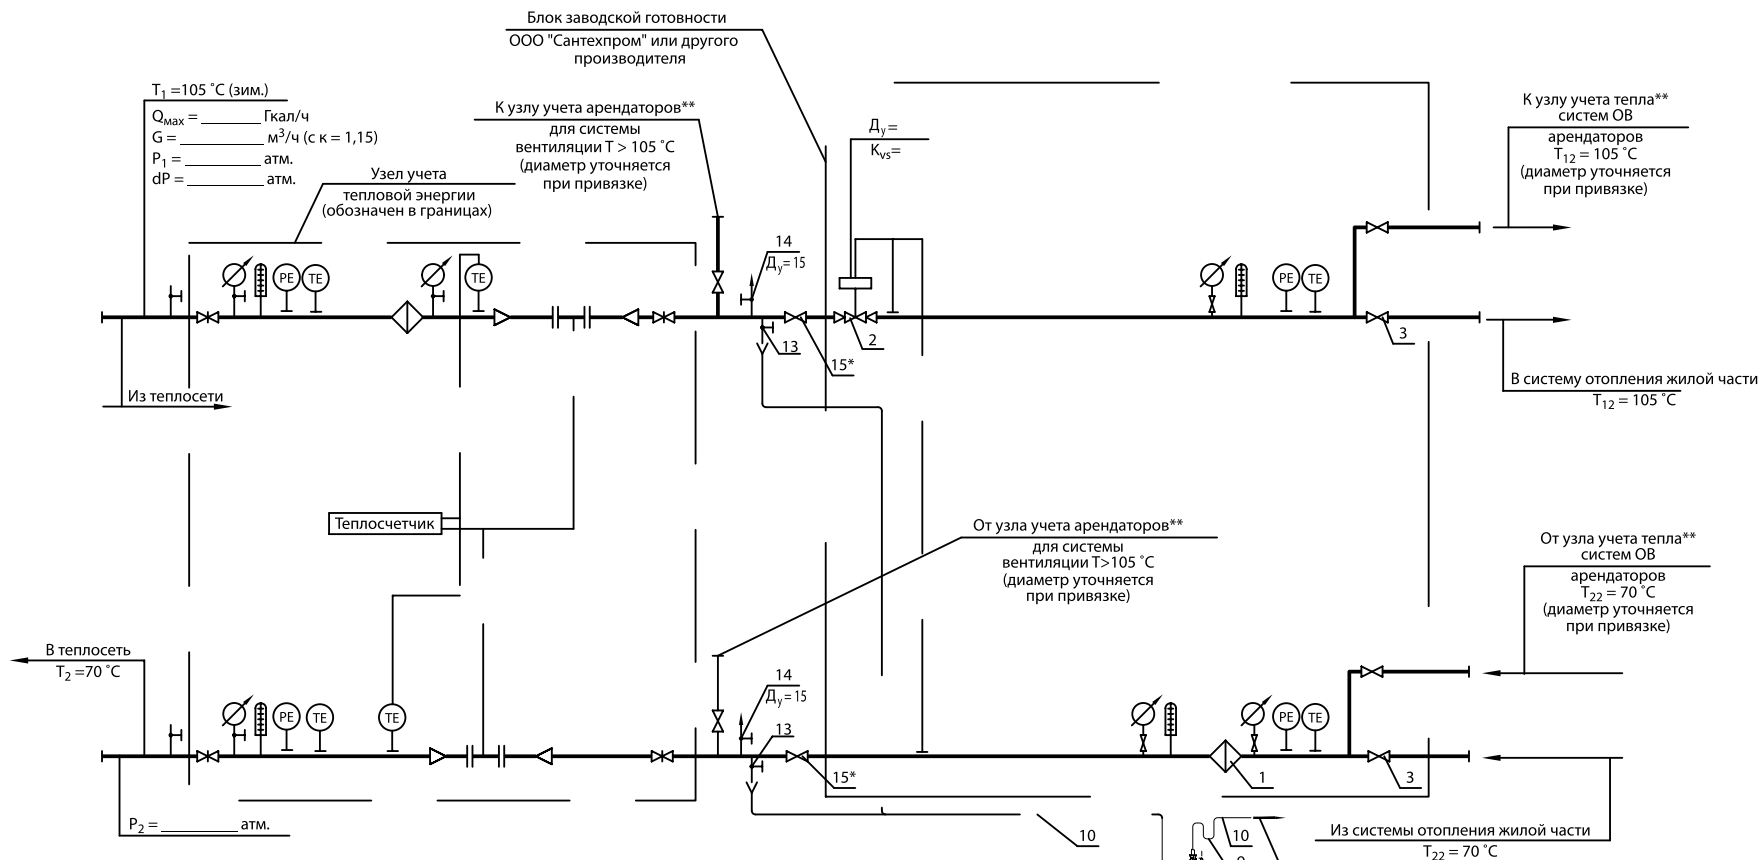 Блок заводской готовности
ООО "Сантехпром" или другого
производителя
T1 =105 ˚C (зим.)
Qмах = ________ Гкал/ч
G = __________ м³/ч (с к = 1,15)
P1 = _________ атм.
dP = _________ атм.
К узлу учета арендаторов**
для системы
вентиляции Т > 105 ˚C
(диаметр уточняется
при привязке)
Узел учета
тепловой энергии
(обозначен в границах)
Ду =
Kvs=
К узлу учета тепла**
систем ОВ
арендаторов
T12 = 105 ˚C
(диаметр уточняется
при привязке)
14
Ду = 15
PE
TE
TE
PE
TE
13
15*
2
3
Из теплосети
В систему отопления жилой части
T12 = 105 ˚C
Теплосчетчик
От узла учета арендаторов**
для системы
вентиляции Т>105 ˚C
(диаметр уточняется
при привязке)
От узла учета тепла**
систем ОВ
арендаторов
T22 = 70 ˚C
(диаметр уточняется
при привязке)
В теплосеть
T2 =70 ˚C
14
Ду = 15
PE
TE
TE
13
PE
TE
15*
1
3
P2 = _________ атм.
10
10
Из системы отопления жилой части
T22 = 70 ˚C